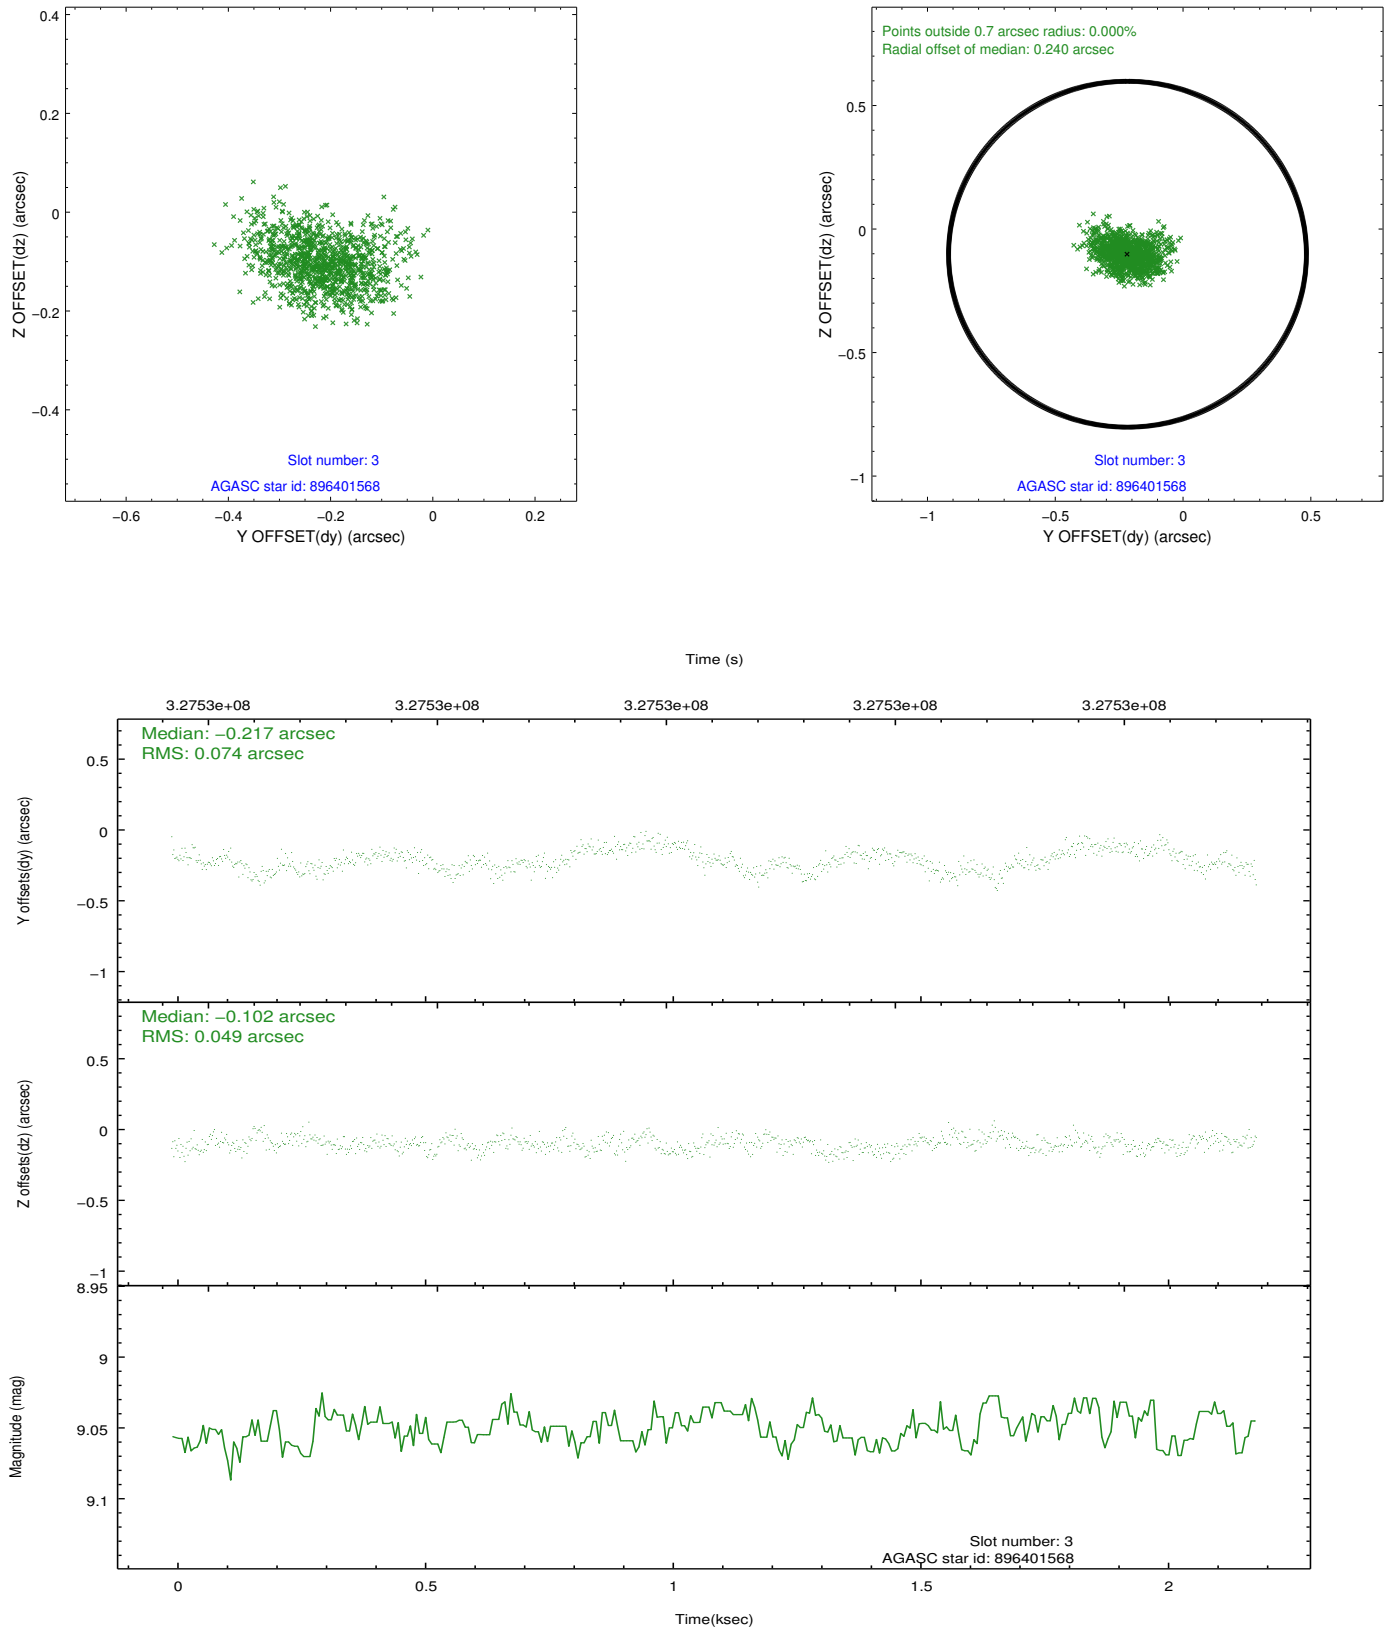 0.4
0.2
0
−0.2
−0.4
Z OFFSET(dz) (arcsec)
Slot number: 3
AGASC star id: 896401568
−0.6 −0.4 −0.2 0 0.2
Y OFFSET(dy) (arcsec)
Points outside 0.7 arcsec radius: 0.000%
Radial offset of median: 0.240 arcsec
0.5
0
−0.5
−1
Z OFFSET(dz) (arcsec)
Slot number: 3
AGASC star id: 896401568
−1 −0.5 0 0.5
Y OFFSET(dy) (arcsec)
Time (s)
3.2753e+08 3.2753e+08 3.2753e+08 3.2753e+08 3.2753e+08
Median: −0.217 arcsec
RMS: 0.074 arcsec
0.5
0
−0.5
−1
Y offsets(dy) (arcsec)
Median: −0.102 arcsec
RMS: 0.049 arcsec
0.5
0
−0.5
−1
Z offsets(dz) (arcsec)
8.95
9
9.05
9.1
Magnitude (mag)
Slot number: 3
AGASC star id: 896401568
0 0.5 1 1.5 2
Time(ksec)